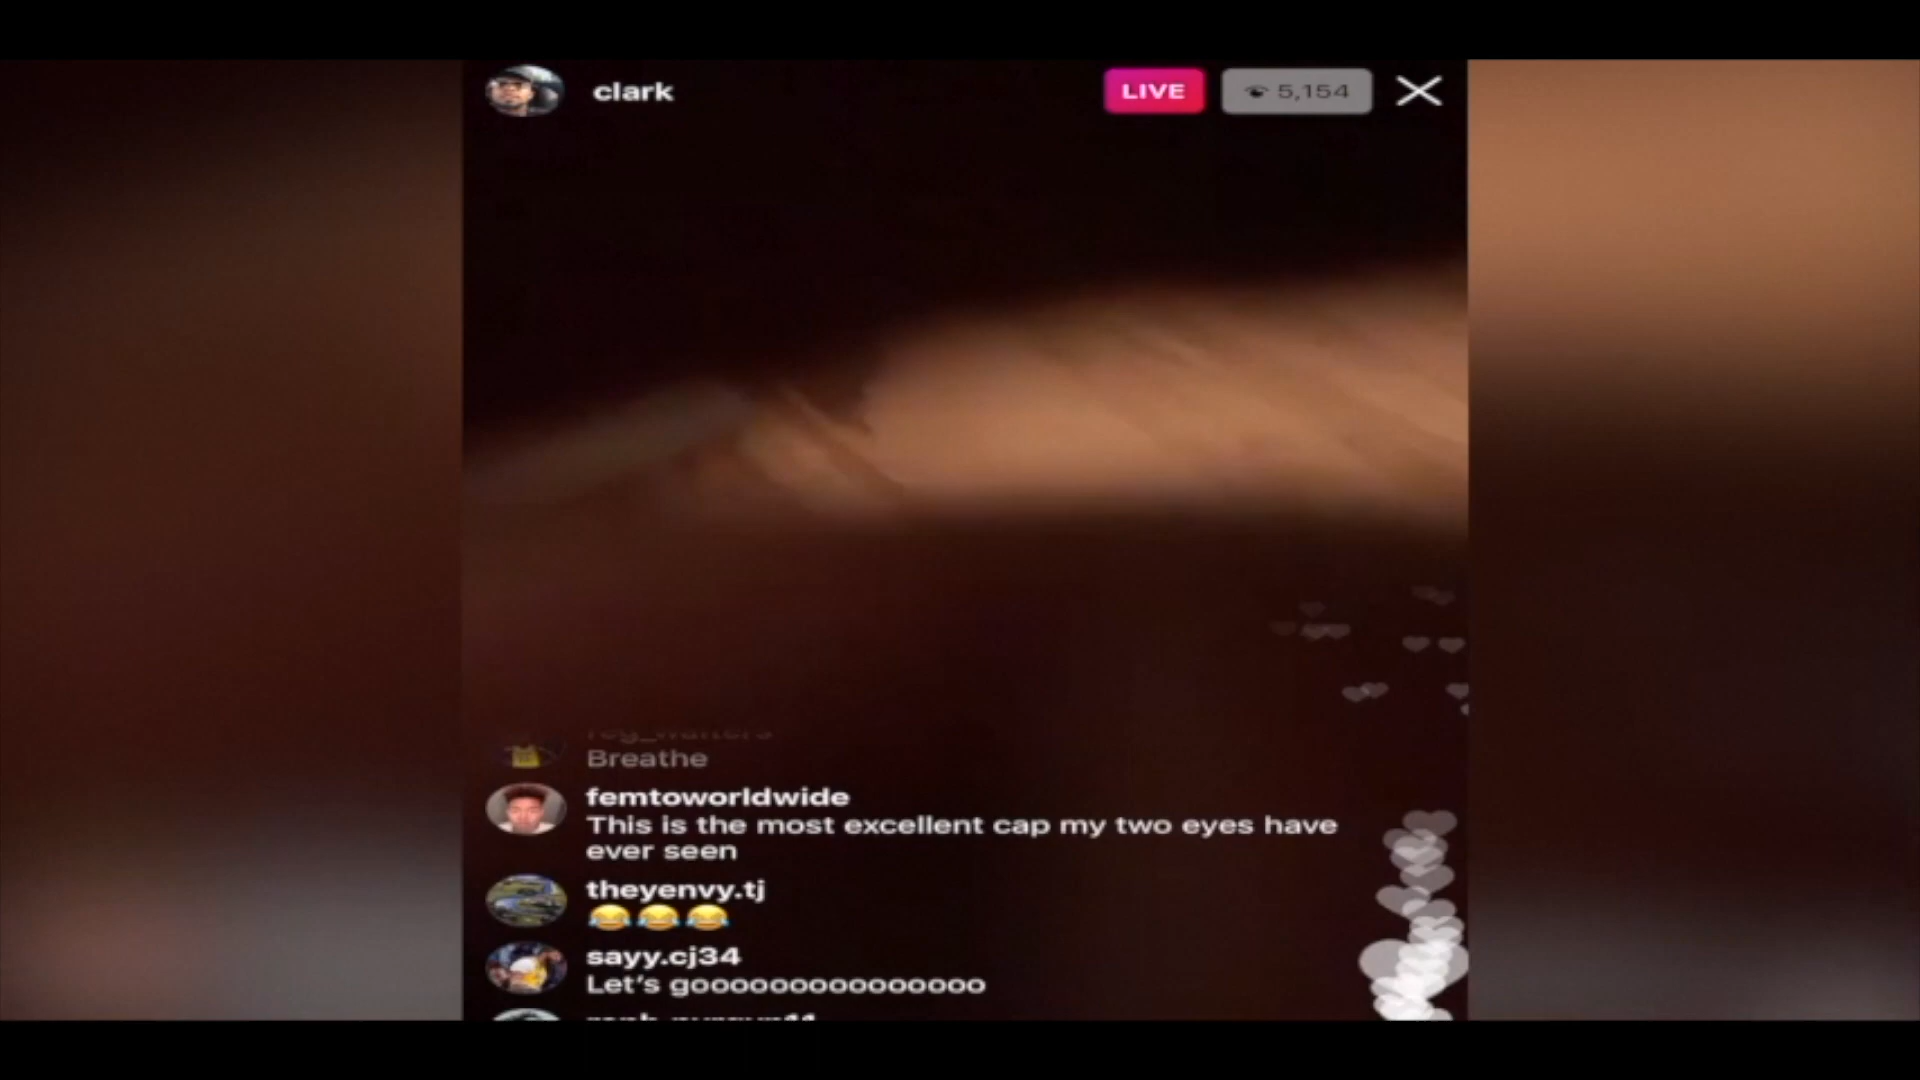 clark
LIVE
5,154
Breathe
femtoworldwide
This is the most excellent cap my two eyes have
ever seen
theyenvy.tj
😂😂😂
sayy.cj34
Let's gooooooooooooooo